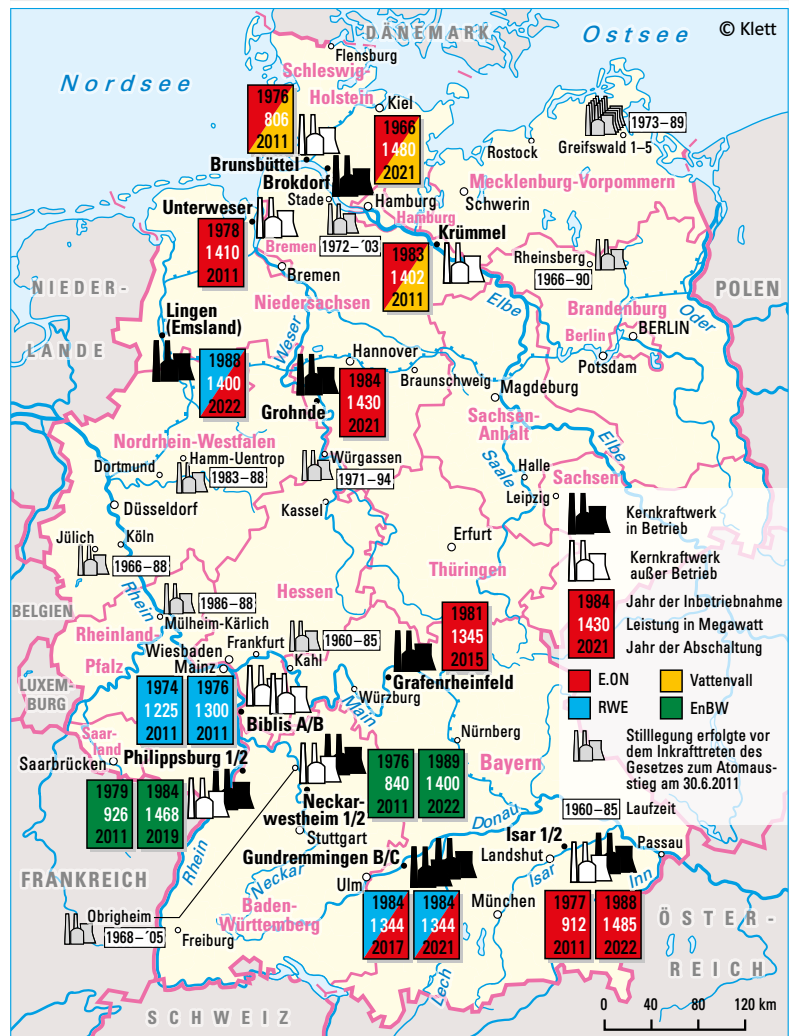 © Klett
DÄNEMARK
Ostsee
Nordsee
Flensburg
Schleswig-
Holstein
Kiel
1976
806
2011
1966
1480
2021
1973–89
Greifswald 1–5
Rostock
Brunsbüttel
Brokdorf
Stade
Hamburg
Hamburg
Schwerin
Mecklenburg-Vorpommern
Unterweser
1978
1410
2011
Bremen
1972–'03
Bremen
Krümmel
1983
1402
2011
Rheinsberg
1966–90
NIEDER-
LANDE
POLEN
Niedersachsen
Elbe
Brandenburg
Berlin
BERLIN
Oder
Potsdam
Lingen
(Emsland)
1988
1400
2022
Weser
Hannover
Braunschweig
Magdeburg
Grohnde
1984
1430
2021
Sachsen-
Anhalt
Elbe
Saale
Nordrhein-Westfalen
Dortmund
Hamm-Uentrop
1983–88
Würgassen
1971–94
Halle
Leipzig
Sachsen
Düsseldorf
Kassel
Jülich
Köln
1966–88
Erfurt
Thüringen
Hessen
Rhein
BELGIEN
1986–88
Mülheim-Kärlich
Rheinland-
Pfalz
Frankfurt
1960–85
Kahl
Wiesbaden
Mainz
LUXEM-
BURG
1981
1345
2015
Grafenrheinfeld
Würzburg
Main
1974
1225
2011
1976
1300
2011
Biblis A/B
Saar-
land
Saarbrücken
Philippsburg 1/2
1979
926
2011
1984
1468
2019
Nürnberg
Bayern
1976
840
2011
1989
1400
2022
Neckar-
westheim 1/2
Stuttgart
Donau
Gundremmingen B/C
Isar 1/2
Landshut
Passau
Isar
Inn
FRANKREICH
Rhein
Neckar
Ulm
München
Obrigheim
1968–'05
Freiburg
Baden-
Württemberg
1984
1344
2017
1984
1344
2021
Lech
1977
912
2011
1988
1485
2022
ÖSTER-
REICH
SCHWEIZ
Kernkraftwerk
in Betrieb
Kernkraftwerk
außer Betrieb
1984 Jahr der Inbetriebnahme
1430 Leistung in Megawatt
2021 Jahr der Abschaltung
E.ON
Vattenvall
RWE
EnBW
Stilllegung erfolgte vor
dem Inkrafttreten des
Gesetzes zum Atomaus-
stieg am 30.6.2011
1960–85 Laufzeit
0 40 80 120 km